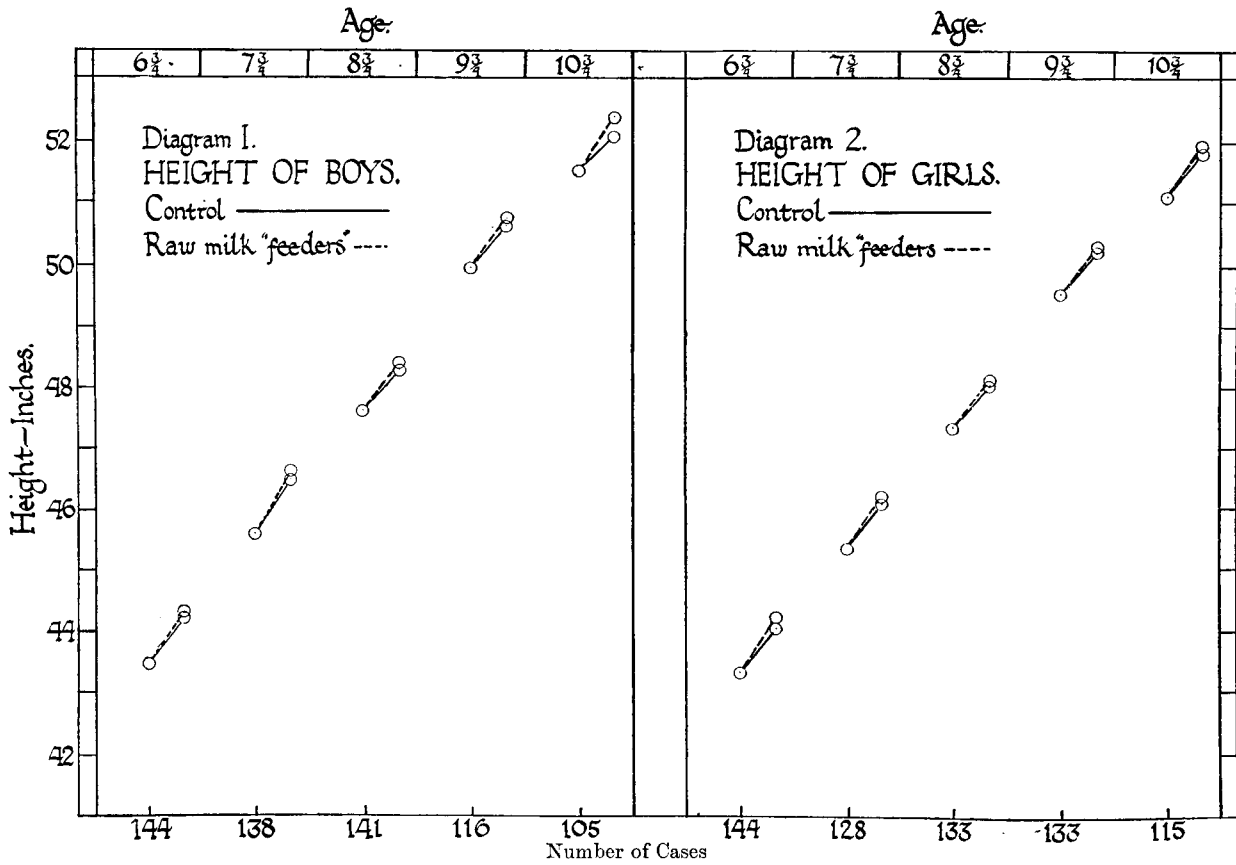 Age.
6¾ 7¾ 8¾ 9¾ 10¾
Diagram 1.
HEIGHT OF BOYS.
Control
Raw milk "feeders"
Height-Inches.
52
50
48
46
44
42
144 138 141 116 105
Age.
6¾ 7¾ 8¾ 9¾ 10¾
Diagram 2.
HEIGHT OF GIRLS.
Control
Raw milk "feeders
144 128 133 133 115
Number of Cases